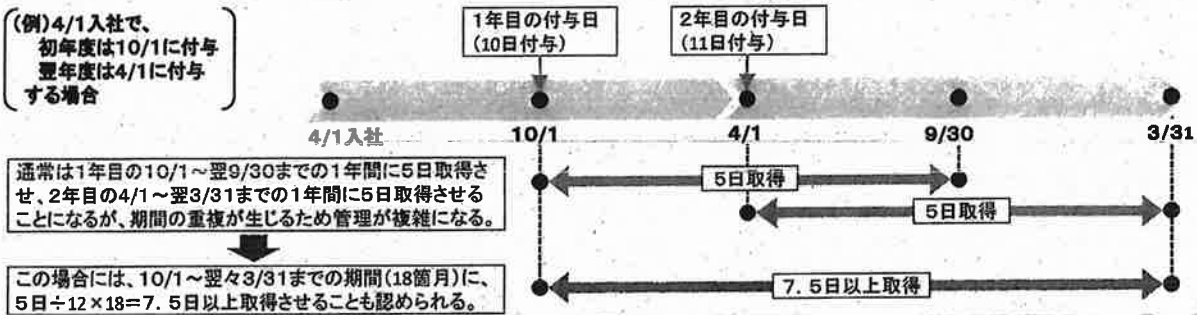 (例)4/1入社で、
初年度は10/1に付与
翌年度は4/1に付与
する場合
1年目の付与日
(10日付与)
2年目の付与日
(11日付与)
4/1入社
10/1
4/1
9/30
3/31
通常は1年目の10/1～翌9/30までの1年間に5日取得さ
せ、2年目の4/1～翌3/31までの1年間に5日取得させる
ことになるが、期間の重複が生じるため管理が複雑になる。
5日取得
5日取得
この場合には、10/1～翌々3/31までの期間(18箇月)に、
5日÷12×18＝7.5日以上取得させることも認められる。
7.5日以上取得